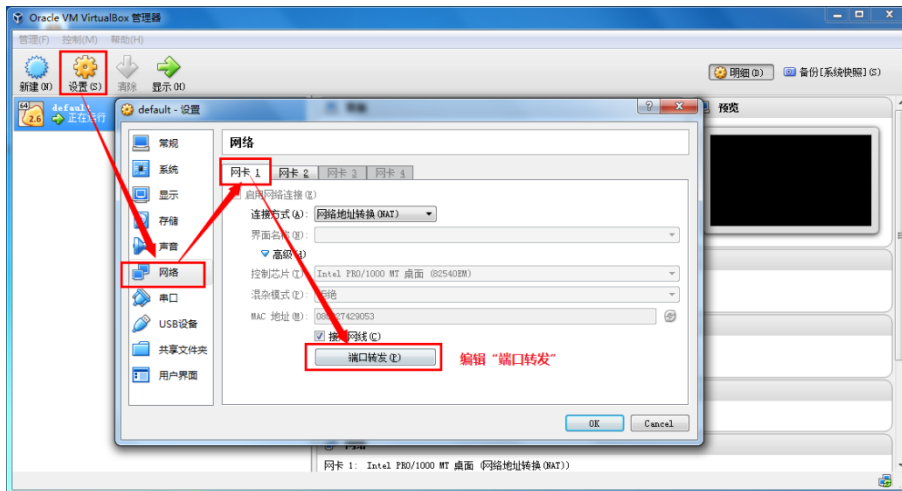 Oracle VM VirtualBox 管理器
管理(F) 控制(M) 帮助(H)
新建(N) 设置(S) 清除 显示(H)
明细(D) 备份[系统快照](S)
64
2.6
default
正在运行
预览
default - 设置
常规
系统
显示
存储
声音
网络
串口
USB设备
共享文件夹
用户界面
网络
网卡 1 网卡 2 网卡 3 网卡 4
启用网络连接(E)
连接方式(A): 网络地址转换(NAT)
界面名称(N):
高级(d)
控制芯片(T): Intel PRO/1000 MT 桌面 (82540EM)
混杂模式(P): 拒绝
MAC 地址(M): 080027429053
接入网线(C)
端口转发(P)
编辑“端口转发”
OK Cancel
网络
网卡 1: Intel PRO/1000 MT 桌面 (网络地址转换(NAT))